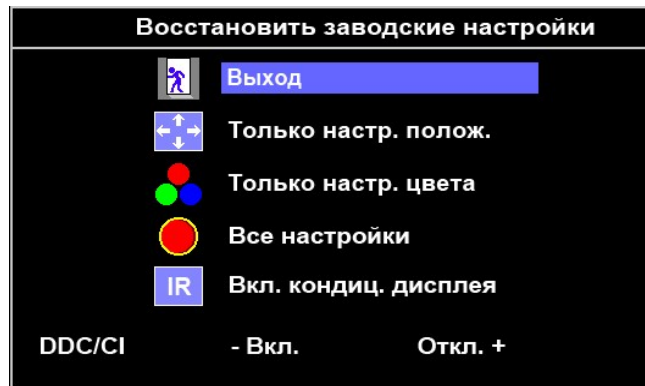 Восстановить заводские настройки
Выход
Только настр. полож.
Только настр. цвета
Все настройки
IR Вкл. кондиц. дисплея
DDC/CI - Вкл. Откл. +